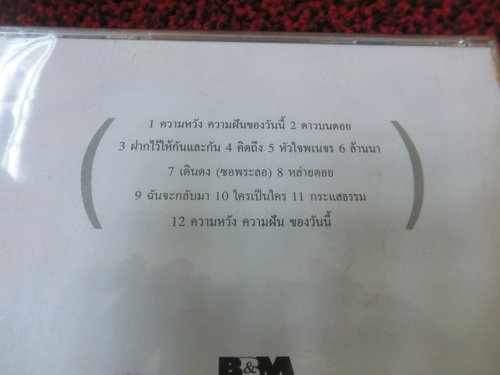 1 ความหวัง ความฝันของวันนี้ 2 ดาวบนดอย
3 ฝากไว้ให้กันและกัน 4 คิดถึง 5 หัวใจพเนจร 6 ล้านนา
7 เดินดง (ซอพระลอ) 8 หล่ายดอย
9 ฉันจะกลับมา 10 ใครเป็นใคร 11 กระแสธรรม
12 ความหวัง ความฝัน ของวันนี้
B&M